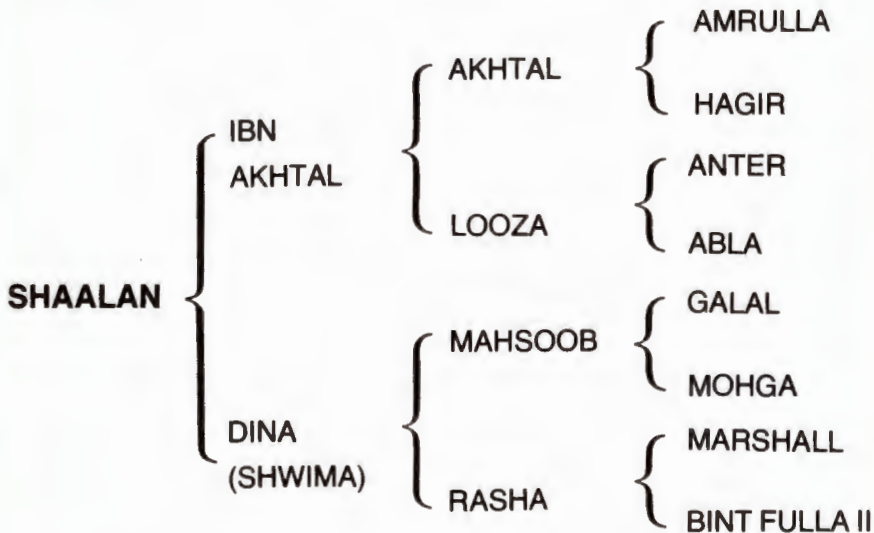 AMRULLA
AKHTAL
HAGIR
IBN
AKHTAL
ANTER
LOOZA
ABLA
SHAALAN
GALAL
MAHSOOB
MOHGA
DINA
(SHWIMA)
MARSHALL
RASHA
BINT FULLA II